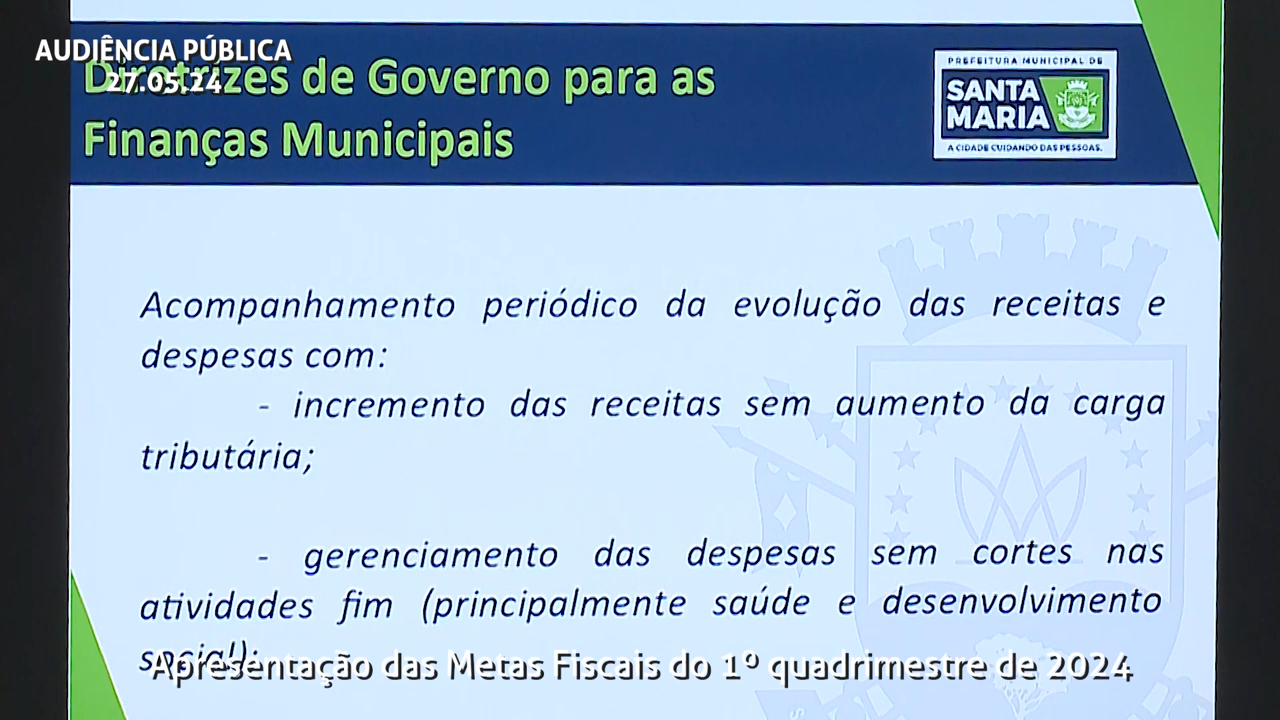 AUDIÊNCIA PÚBLICA
27.05.24
Diretrizes de Governo para as
Finanças Municipais
PREFEITURA MUNICIPAL DE
SANTA
MARIA
A CIDADE CUIDANDO DAS PESSOAS.
Acompanhamento periódico da evolução das receitas e
despesas com:
- incremento das receitas sem aumento da carga
tributária;
- gerenciamento das despesas sem cortes nas
atividades fim (principalmente saúde e desenvolvimento
social);
Apresentação das Metas Fiscais do 1º quadrimestre de 2024